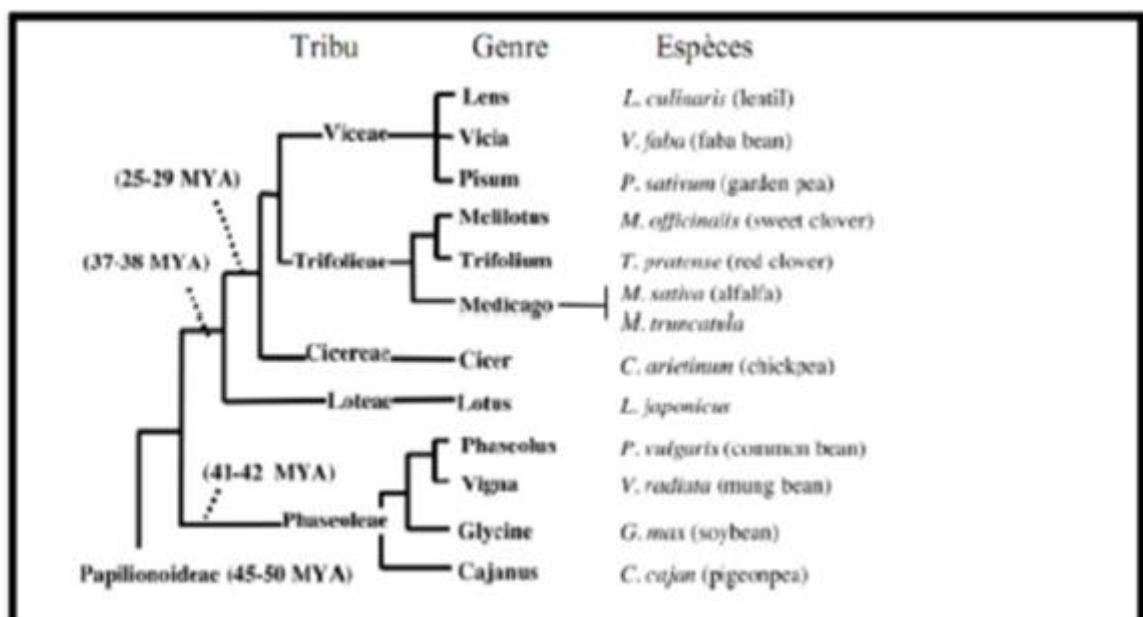 Tribu Genre Espèces
Lens L. culinaris (lentil)
Viceae Vicia V. faba (faba bean)
(25-29 MYA) Pisum P. sativum (garden pea)
Melilotus M. officinalis (sweet clover)
(37-38 MYA) Trifolieae Trifolium T. pratense (red clover)
Medicago M. sativa (alfalfa)
M. truncatula
Cicereae Cicer C. arietinum (chickpea)
Loteae Lotus L. japonicus
Phaseolus P. vulgaris (common bean)
(41-42 MYA) Vigna V. radiata (mung bean)
Phaseoleae Glycine G. max (soybean)
Papilionoideae (45-50 MYA) Cajanus C. cajan (pigeonpea)